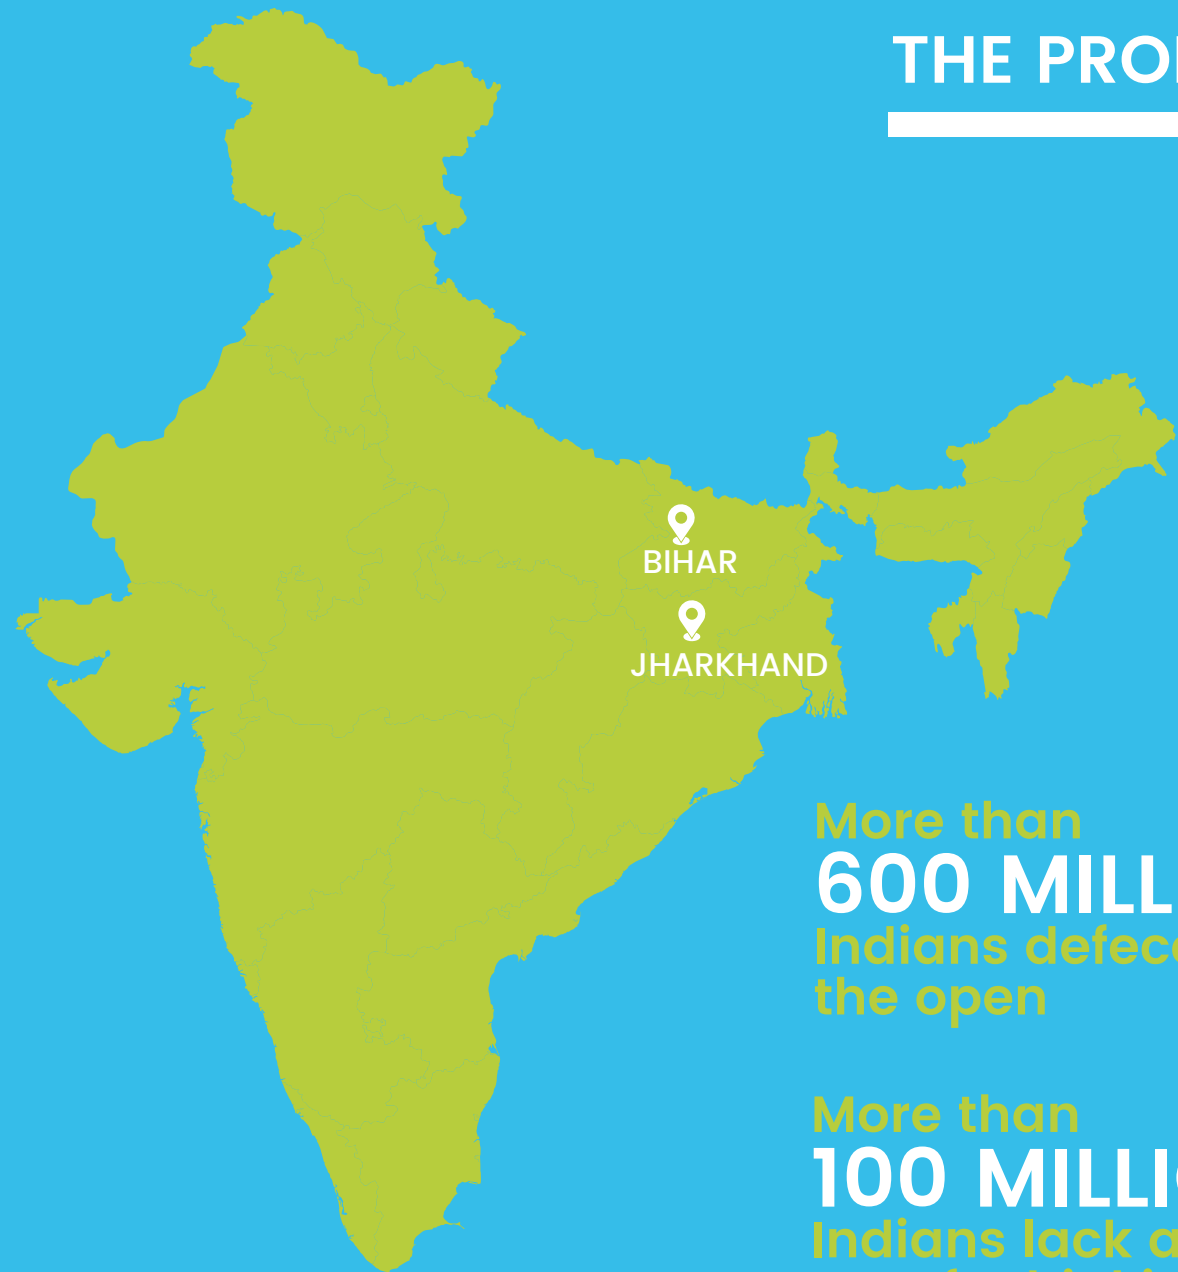 THE PRO
BIHAR
JHARKHAND
More than
600 MILL
Indians defec
the open
More than
100 MILLI
Indians lack a